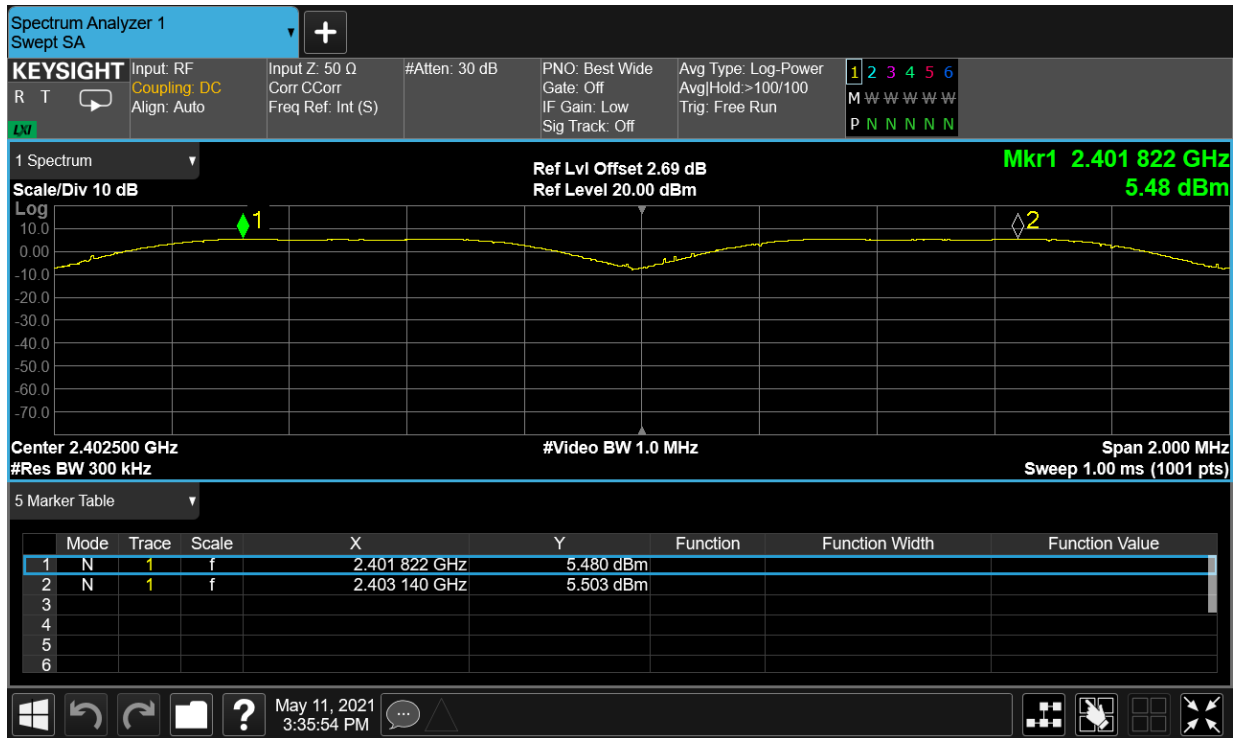 Spectrum Analyzer 1
Swept SA
+
KEYSIGHT Input: RF Input Z: 50 Ω #Atten: 30 dB PNO: Best Wide Avg Type: Log-Power 1 2 3 4 5 6
R T Coupling: DC Corr CCorr Gate: Off Avg|Hold:>100/100 M W W W W W
Align: Auto Freq Ref: Int (S) IF Gain: Low Trig: Free Run
LXI Sig Track: Off P N N N N N
1 Spectrum
Ref Lvl Offset 2.69 dB Mkr1 2.401 822 GHz
Scale/Div 10 dB Ref Level 20.00 dBm 5.48 dBm
Log
1 2
10.0
0.00
-10.0
-20.0
-30.0
-40.0
-50.0
-60.0
-70.0
Center 2.402500 GHz #Video BW 1.0 MHz Span 2.000 MHz
#Res BW 300 kHz Sweep 1.00 ms (1001 pts)
5 Marker Table
Mode Trace Scale X Y Function Function Width Function Value
1 N 1 f 2.401 822 GHz 5.480 dBm
2 N 1 f 2.403 140 GHz 5.503 dBm
3
4
5
6
? May 11, 2021
3:35:54 PM